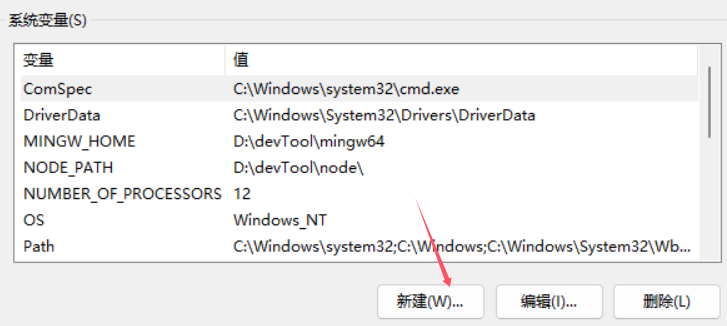 系统变量(S)
变量 值
ComSpec C:\Windows\system32\cmd.exe
DriverData C:\Windows\System32\Drivers\DriverData
MINGW_HOME D:\devTool\mingw64
NODE_PATH D:\devTool\node\
NUMBER_OF_PROCESSORS 12
OS Windows_NT
Path C:\Windows\system32;C:\Windows;C:\Windows\System32\Wb...
新建(W)... 编辑(I)... 删除(L)